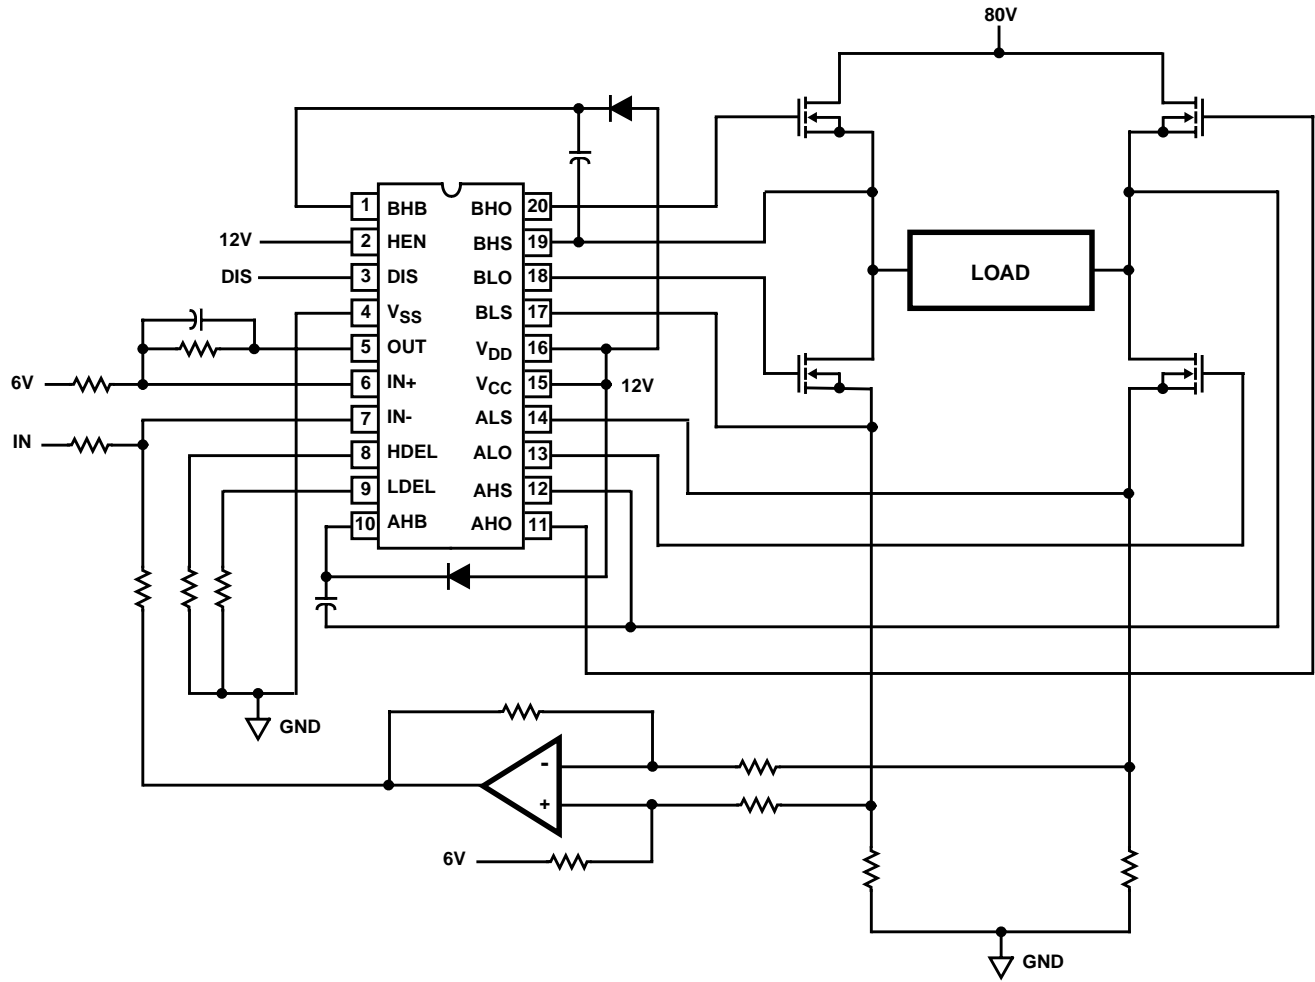 80V
1 BHB BHO 20
12V 2 HEN BHS 19
DIS 3 DIS BLO 18
4 VSS BLS 17
5 OUT VDD 16
6V 6 IN+ VCC 15 12V
7 IN- ALS 14
IN 8 HDEL ALO 13
9 LDEL AHS 12
10 AHB AHO 11
LOAD
GND
-
+
6V
GND